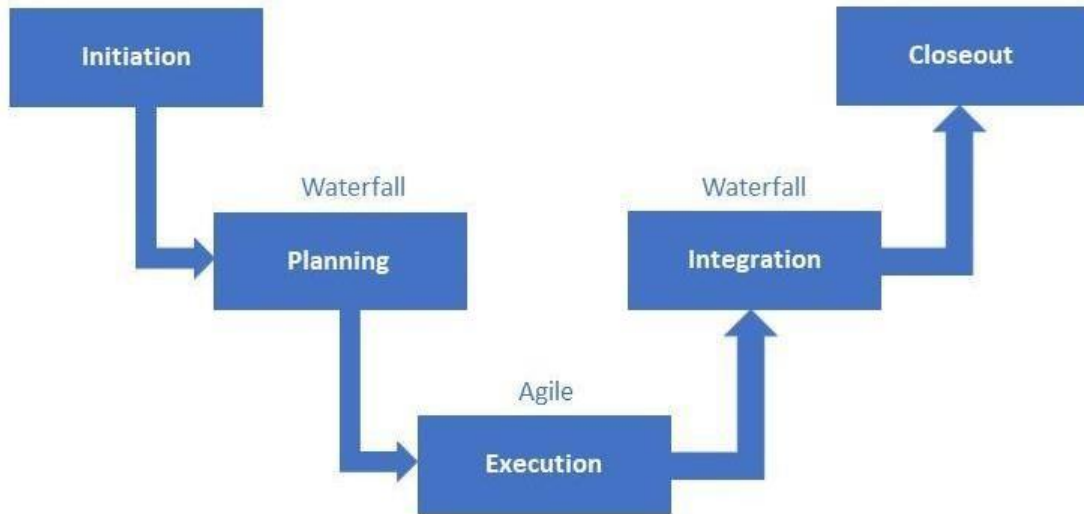 Initiation
Closeout
Waterfall
Waterfall
Planning
Integration
Agile
Execution